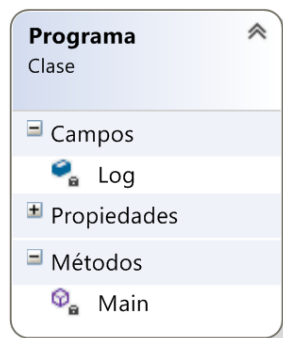 Programa
Clase
Campos
Log
Propiedades
Métodos
Main